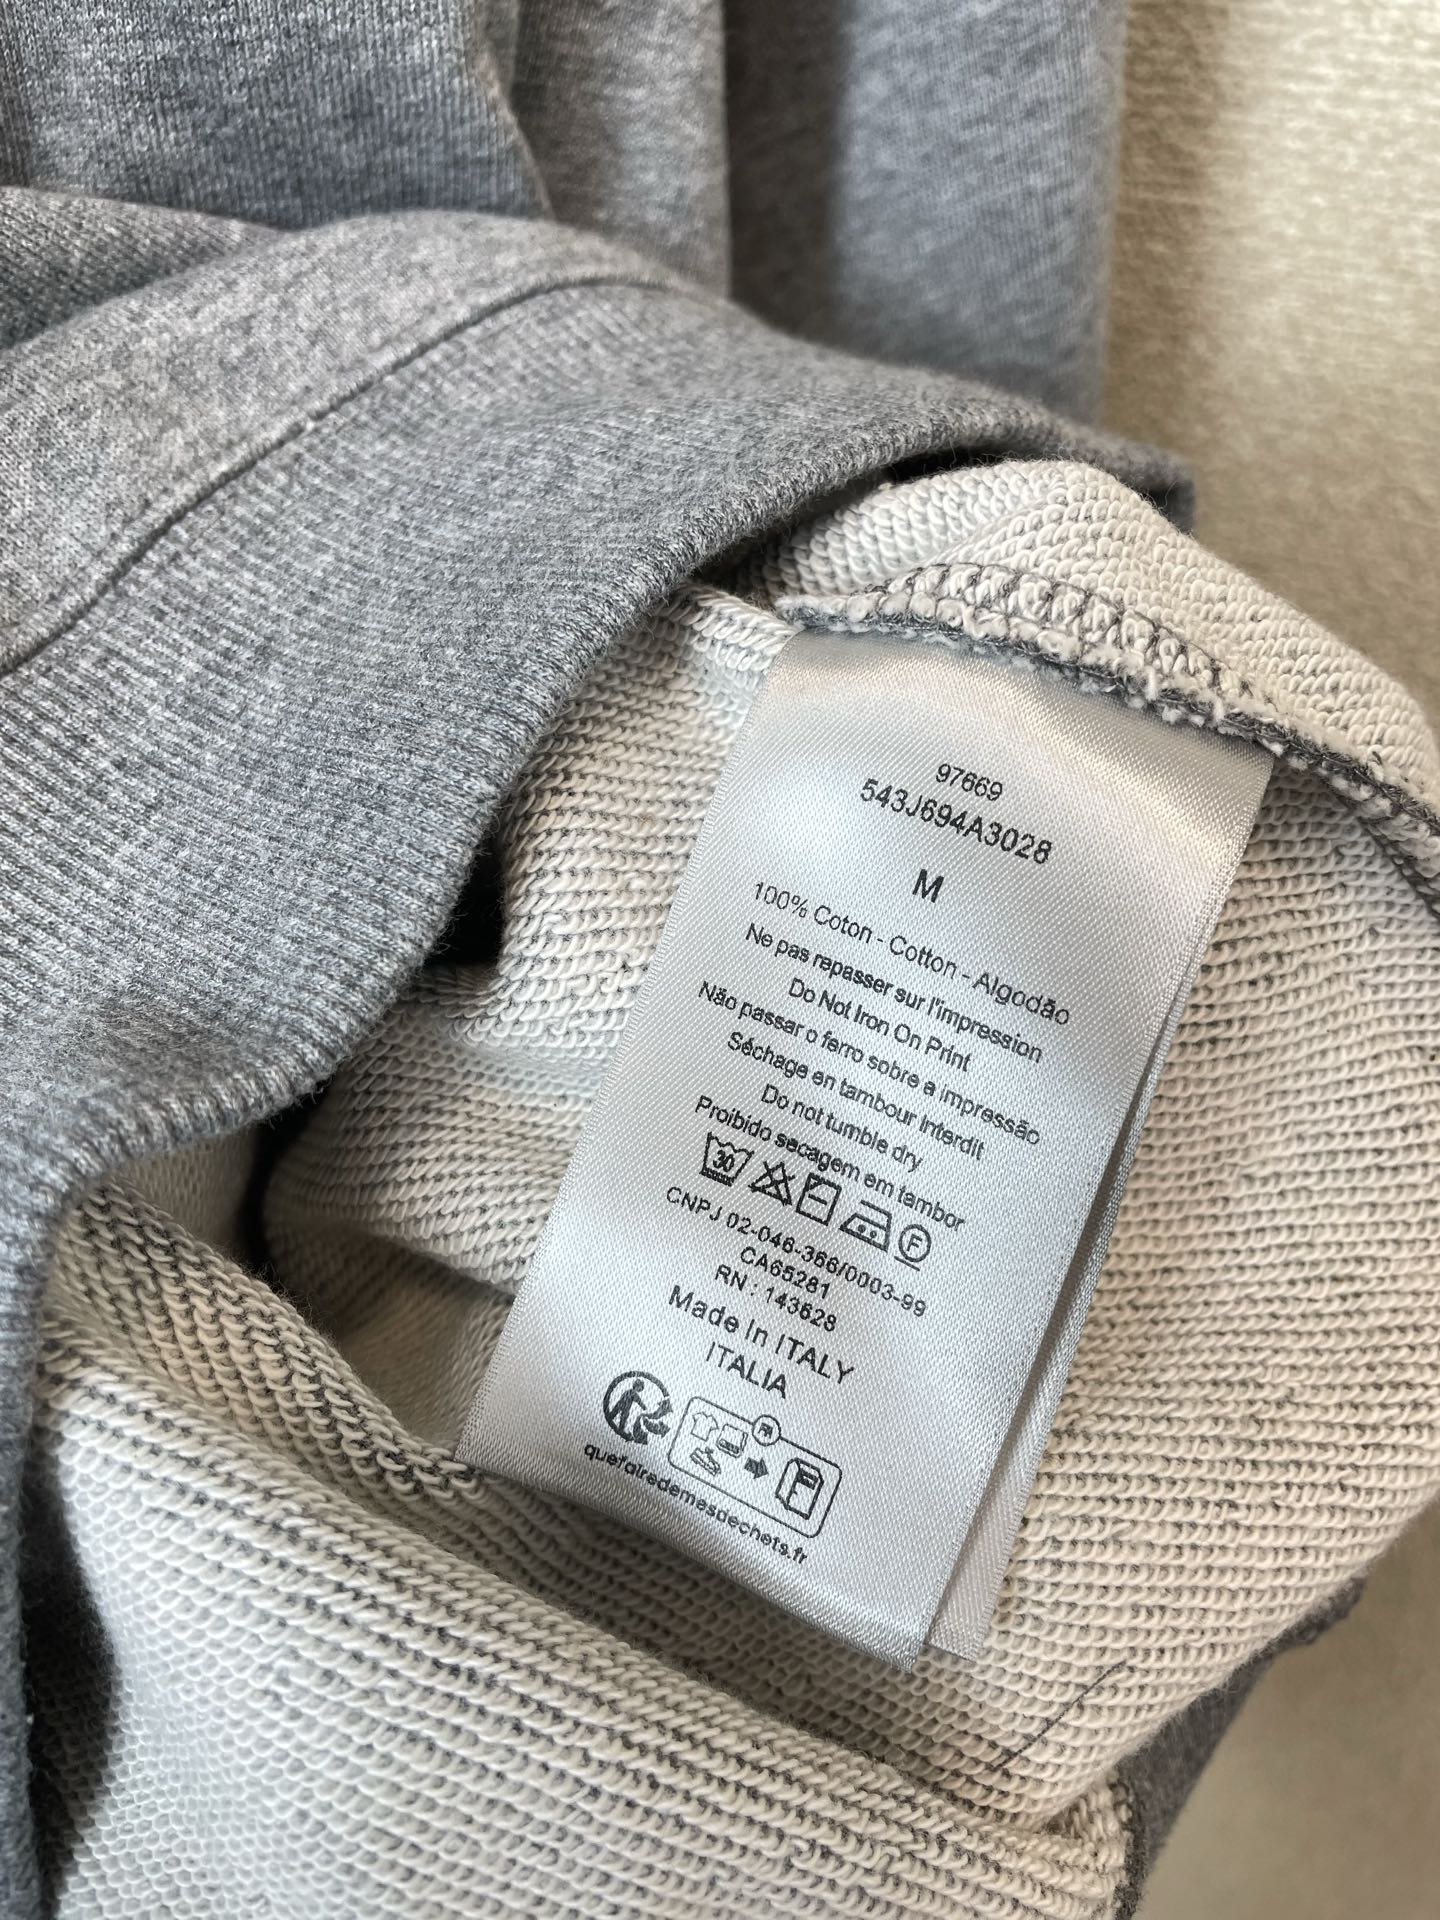 97669
543J694A3028
M
100% Coton - Cotton - Algodão
Ne pas repasser sur l'impression
Do Not Iron On Print
Não passar o ferro sobre a impressão
Séchage en tambour interdit
Do not tumble dry
Proibido secagem em tambor
30
F
CNPJ 02-046-366/0003-99
CA65281
RN : 143628
Made In ITALY
ITALIA
FR
quefairedemesdechets.fr